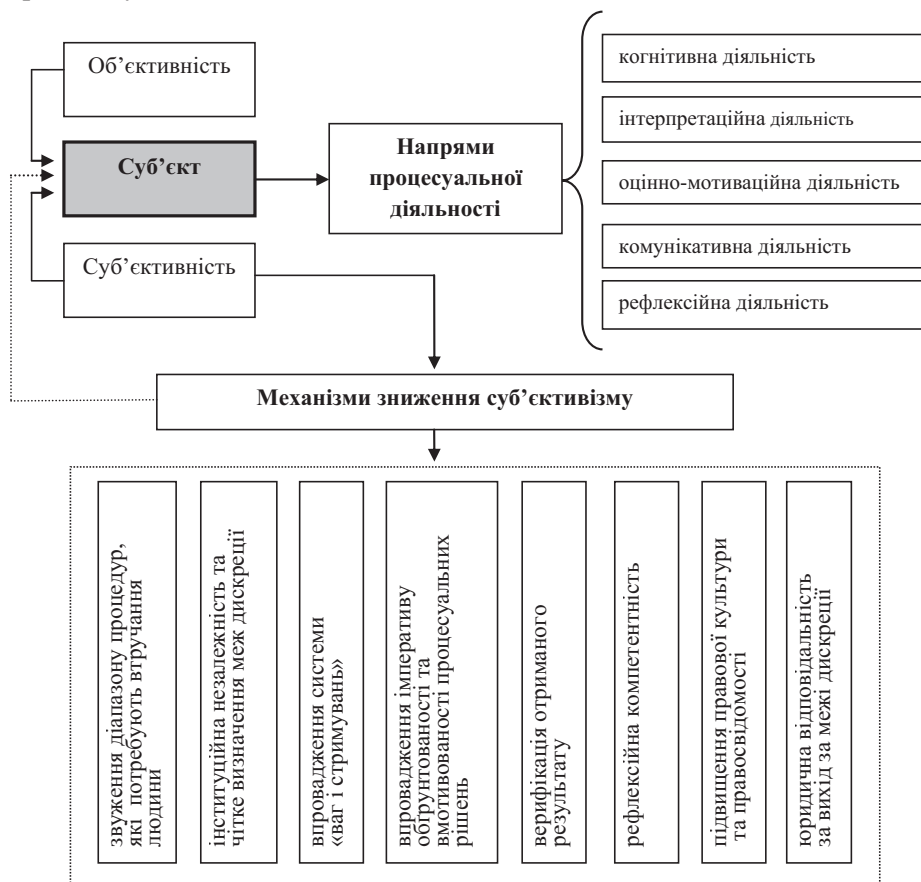 Об’єктивність
Суб’єкт
Суб’єктивність
Напрями
процесуальної
діяльності
когнітивна діяльність
інтерпретаційна діяльність
оцінно-мотиваційна діяльність
комунікативна діяльність
рефлексійна діяльність
Механізми зниження суб’єктивізму
звуження діапазону процедур,
які потребують втручання
людини
інституційна незалежність та
чітке визначення меж дискреції
впровадження системи
«ваг і стримувань»
впровадження імперативу
обґрунтованості та
вмотивованості процесуальних
рішень
верифікація отриманого
результату
рефлексійна компетентність
підвищення правової культури
та правосвідомості
юридична відповідальність
за вихід за межі дискреції